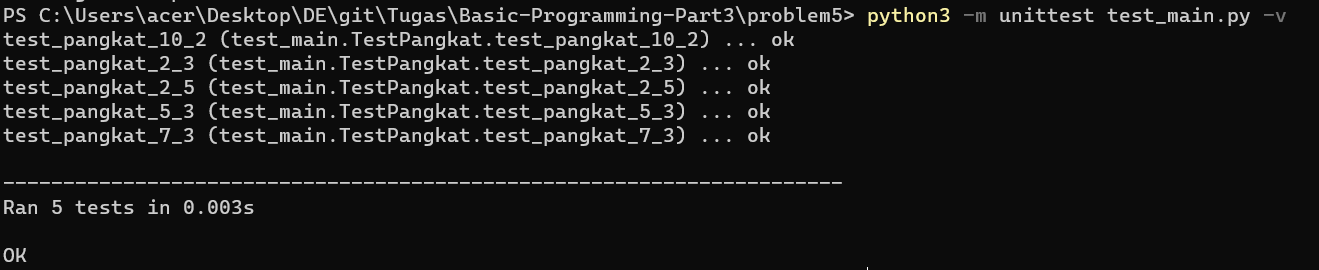 PS C:\Users\acer\Desktop\DE\git\Tugas\Basic-Programming-Part3\problem5> python3 -m unittest test_main.py -v
test_pangkat_10_2 (test_main.TestPangkat.test_pangkat_10_2) ... ok
test_pangkat_2_3 (test_main.TestPangkat.test_pangkat_2_3) ... ok
test_pangkat_2_5 (test_main.TestPangkat.test_pangkat_2_5) ... ok
test_pangkat_5_3 (test_main.TestPangkat.test_pangkat_5_3) ... ok
test_pangkat_7_3 (test_main.TestPangkat.test_pangkat_7_3) ... ok
----------------------------------------------------------------------
Ran 5 tests in 0.003s
OK